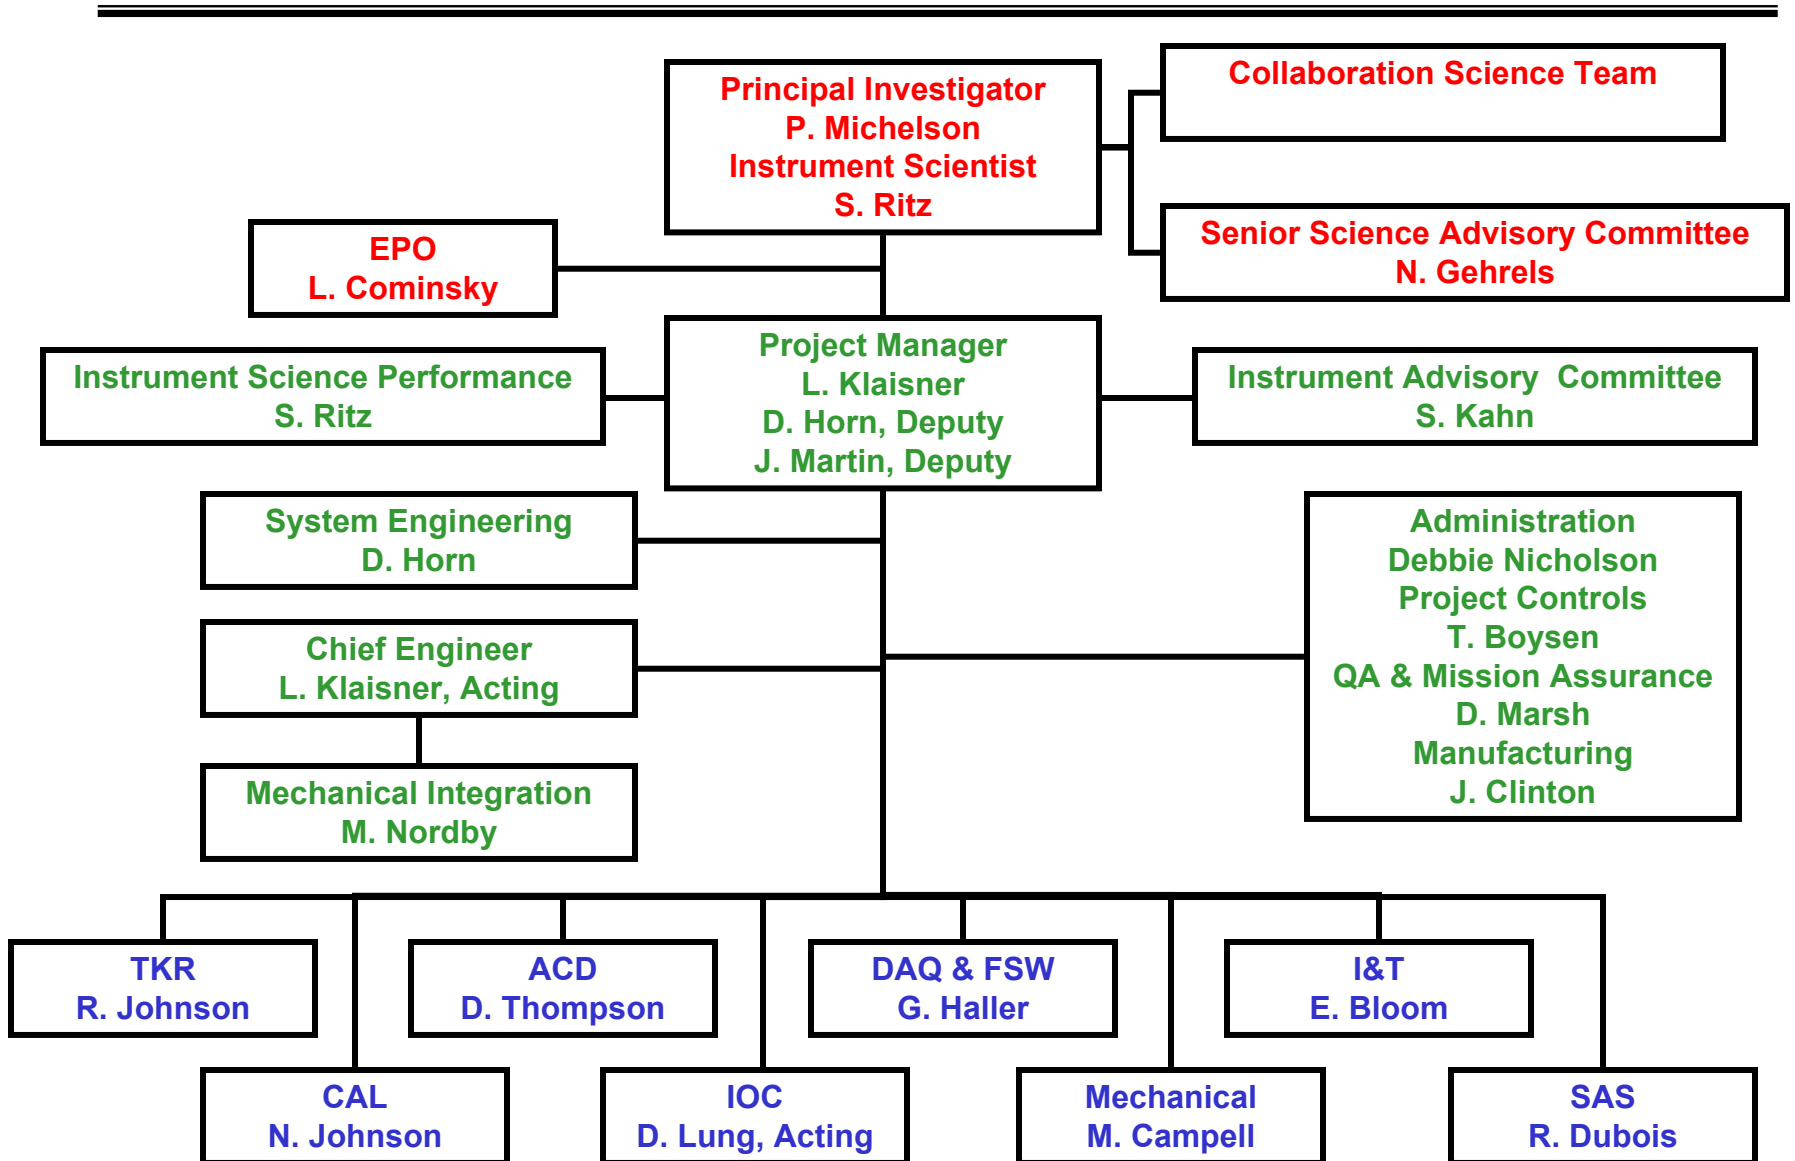 Principal Investigator
P. Michelson
Instrument Scientist
S. Ritz
Collaboration Science Team
Senior Science Advisory Committee
N. Gehrels
EPO
L. Cominsky
Project Manager
L. Klaisner
D. Horn, Deputy
J. Martin, Deputy
Instrument Science Performance
S. Ritz
Instrument Advisory  Committee
S. Kahn
System Engineering
D. Horn
Chief Engineer
L. Klaisner, Acting
Mechanical Integration
M. Nordby
Administration
Debbie Nicholson
Project Controls
T. Boysen
QA & Mission Assurance
D. Marsh
Manufacturing
J. Clinton
TKR
R. Johnson
ACD
D. Thompson
DAQ & FSW
G. Haller
I&T
E. Bloom
CAL
N. Johnson
IOC
D. Lung, Acting
Mechanical
M. Campell
SAS
R. Dubois